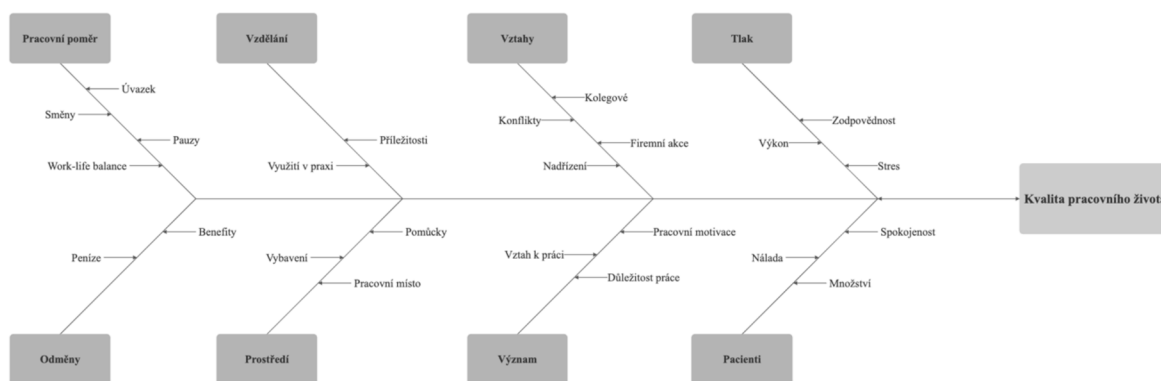 Pracovní poměr
Vzdělání
Vztahy
Tlak
Úvazek
Směny
Pauzy
Work-life balance
Příležitosti
Využití v praxi
Kolegové
Konflikty
Firemní akce
Nadřízení
Zodpovědnost
Výkon
Stres
Kvalita pracovního život
Benefity
Peníze
Pomůcky
Vybavení
Pracovní místo
Pracovní motivace
Vztah k práci
Důležitost práce
Spokojenost
Nálada
Množství
Odměny
Prostředí
Význam
Pacienti